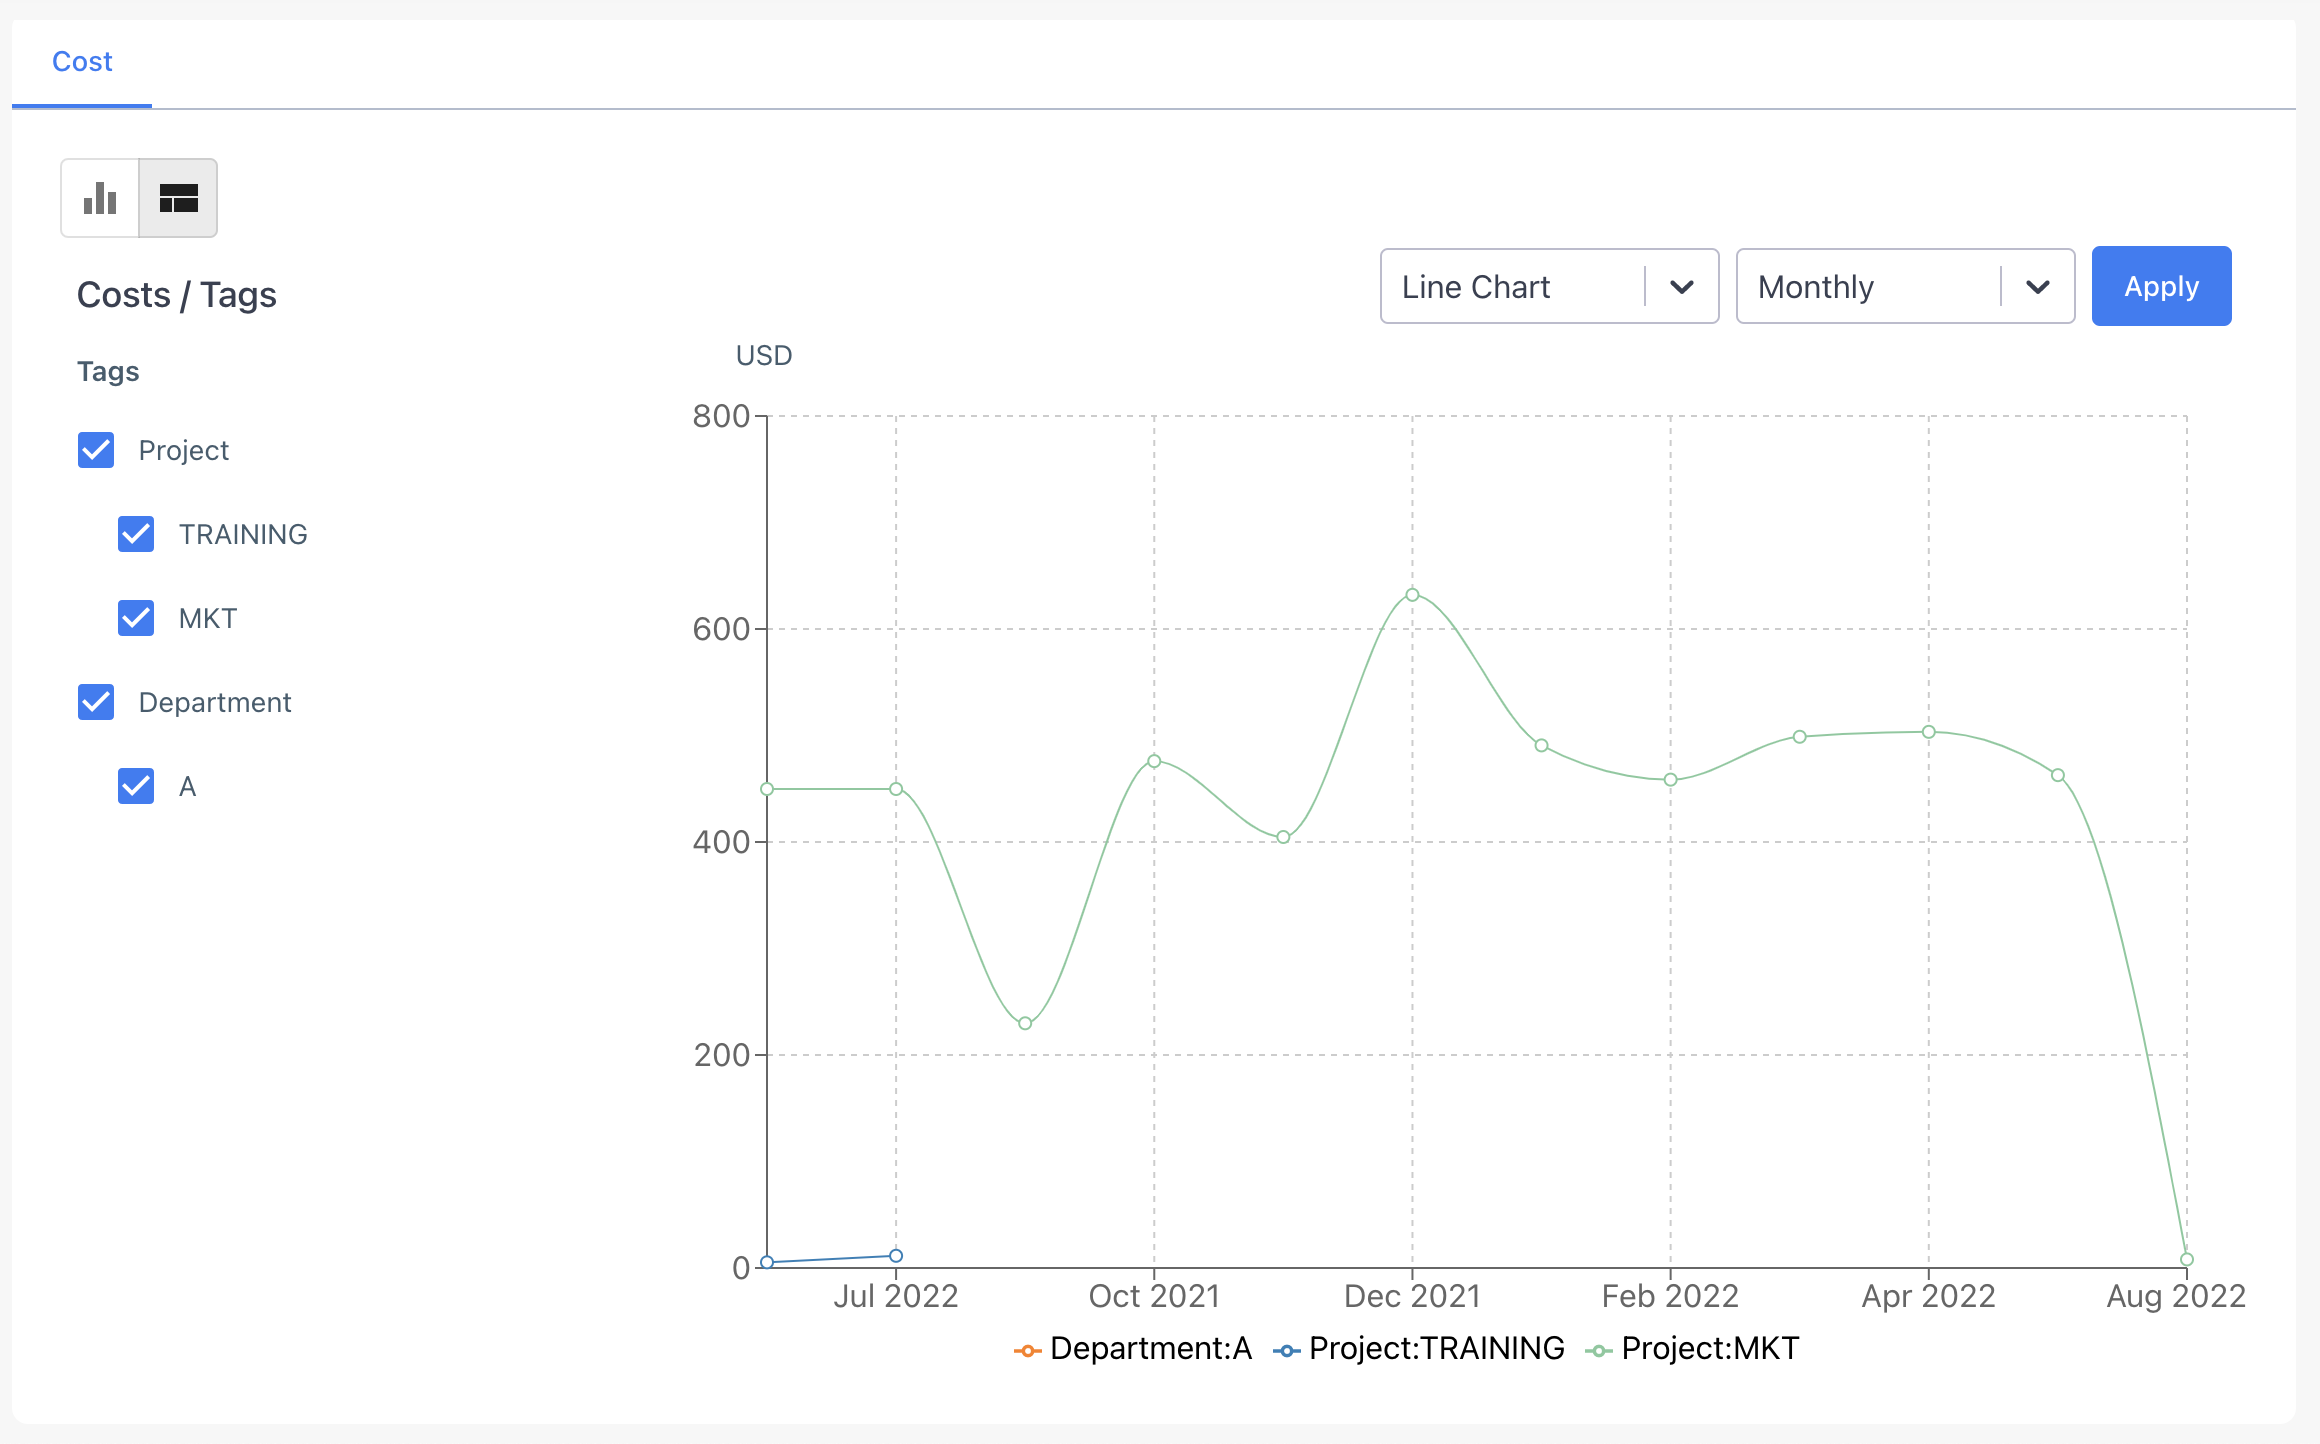 Cost
Costs / Tags
Line Chart
Monthly
Apply
Tags
Project
TRAINING
MKT
Department
A
USD
800
600
400
200
0
Jul 2022 Oct 2021 Dec 2021 Feb 2022 Apr 2022 Aug 2022
Department:A Project:TRAINING Project:MKT